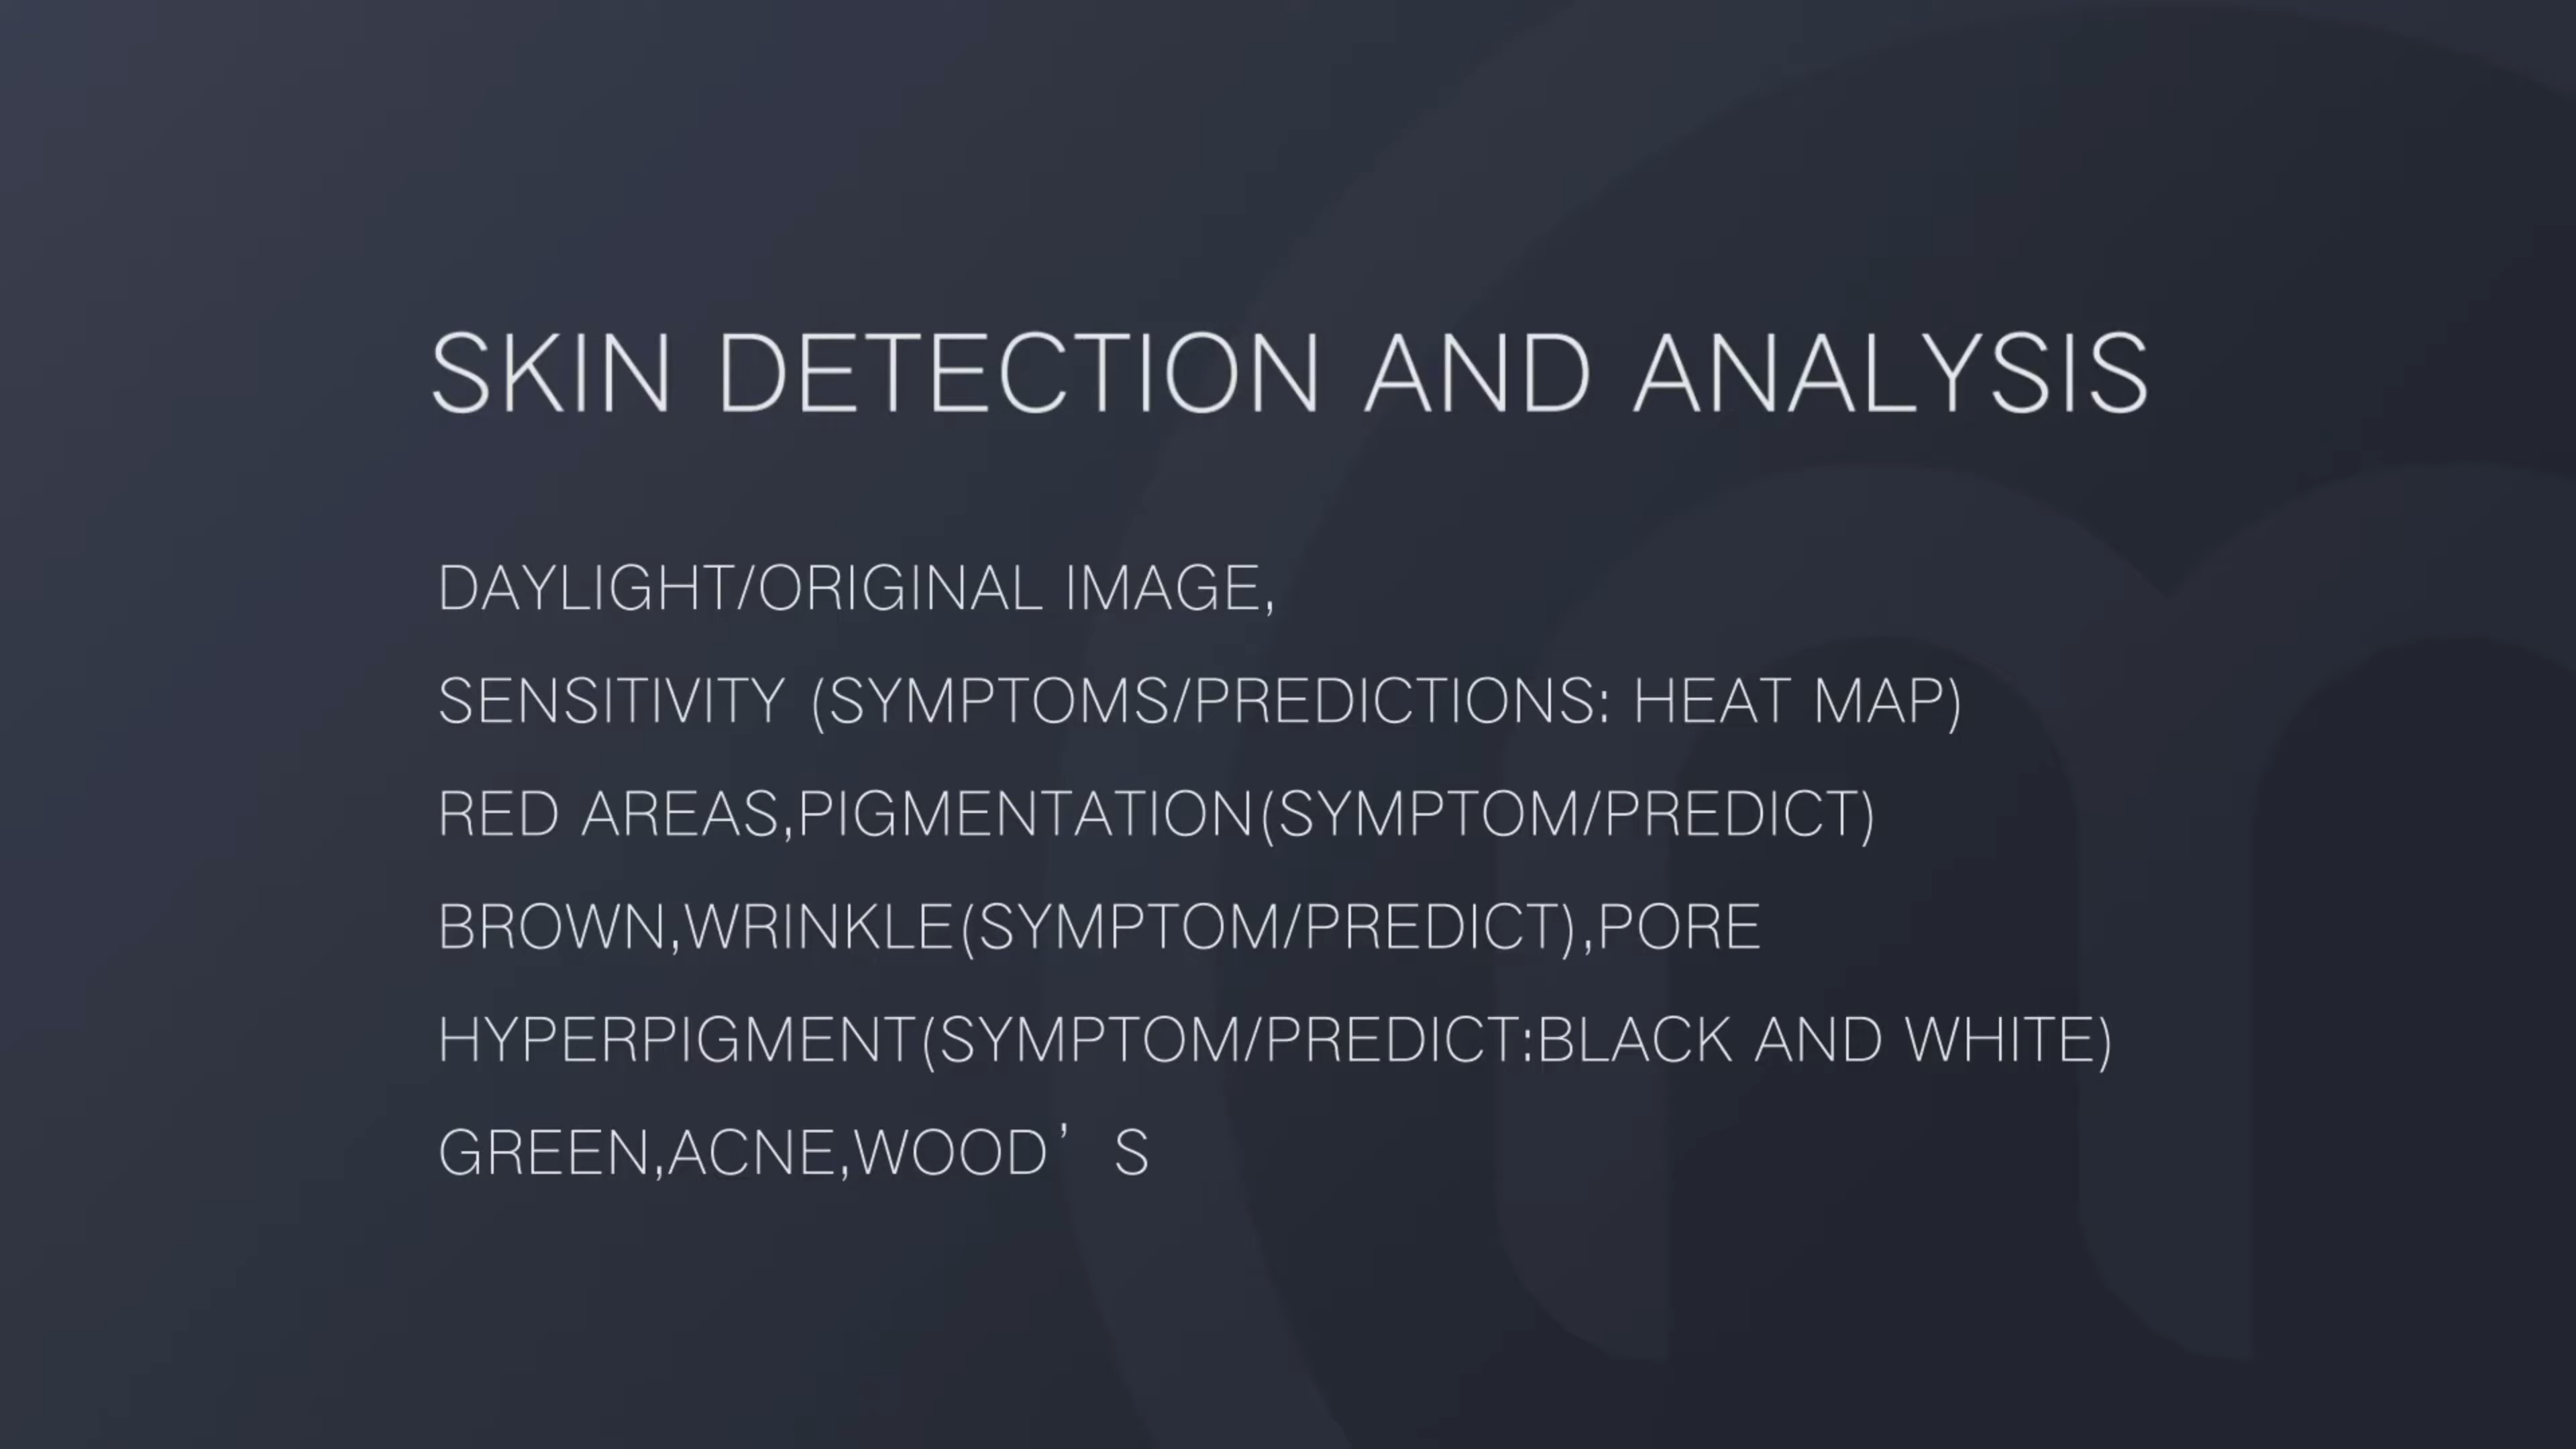 SKIN DETECTION AND ANALYSIS
DAYLIGHT/ORIGINAL IMAGE,
SENSITIVITY (SYMPTOMS/PREDICTIONS: HEAT MAP)
RED AREAS,PIGMENTATION(SYMPTOM/PREDICT)
BROWN,WRINKLE(SYMPTOM/PREDICT),PORE
HYPERPIGMENT(SYMPTOM/PREDICT:BLACK AND WHITE)
GREEN,ACNE,WOOD’ S